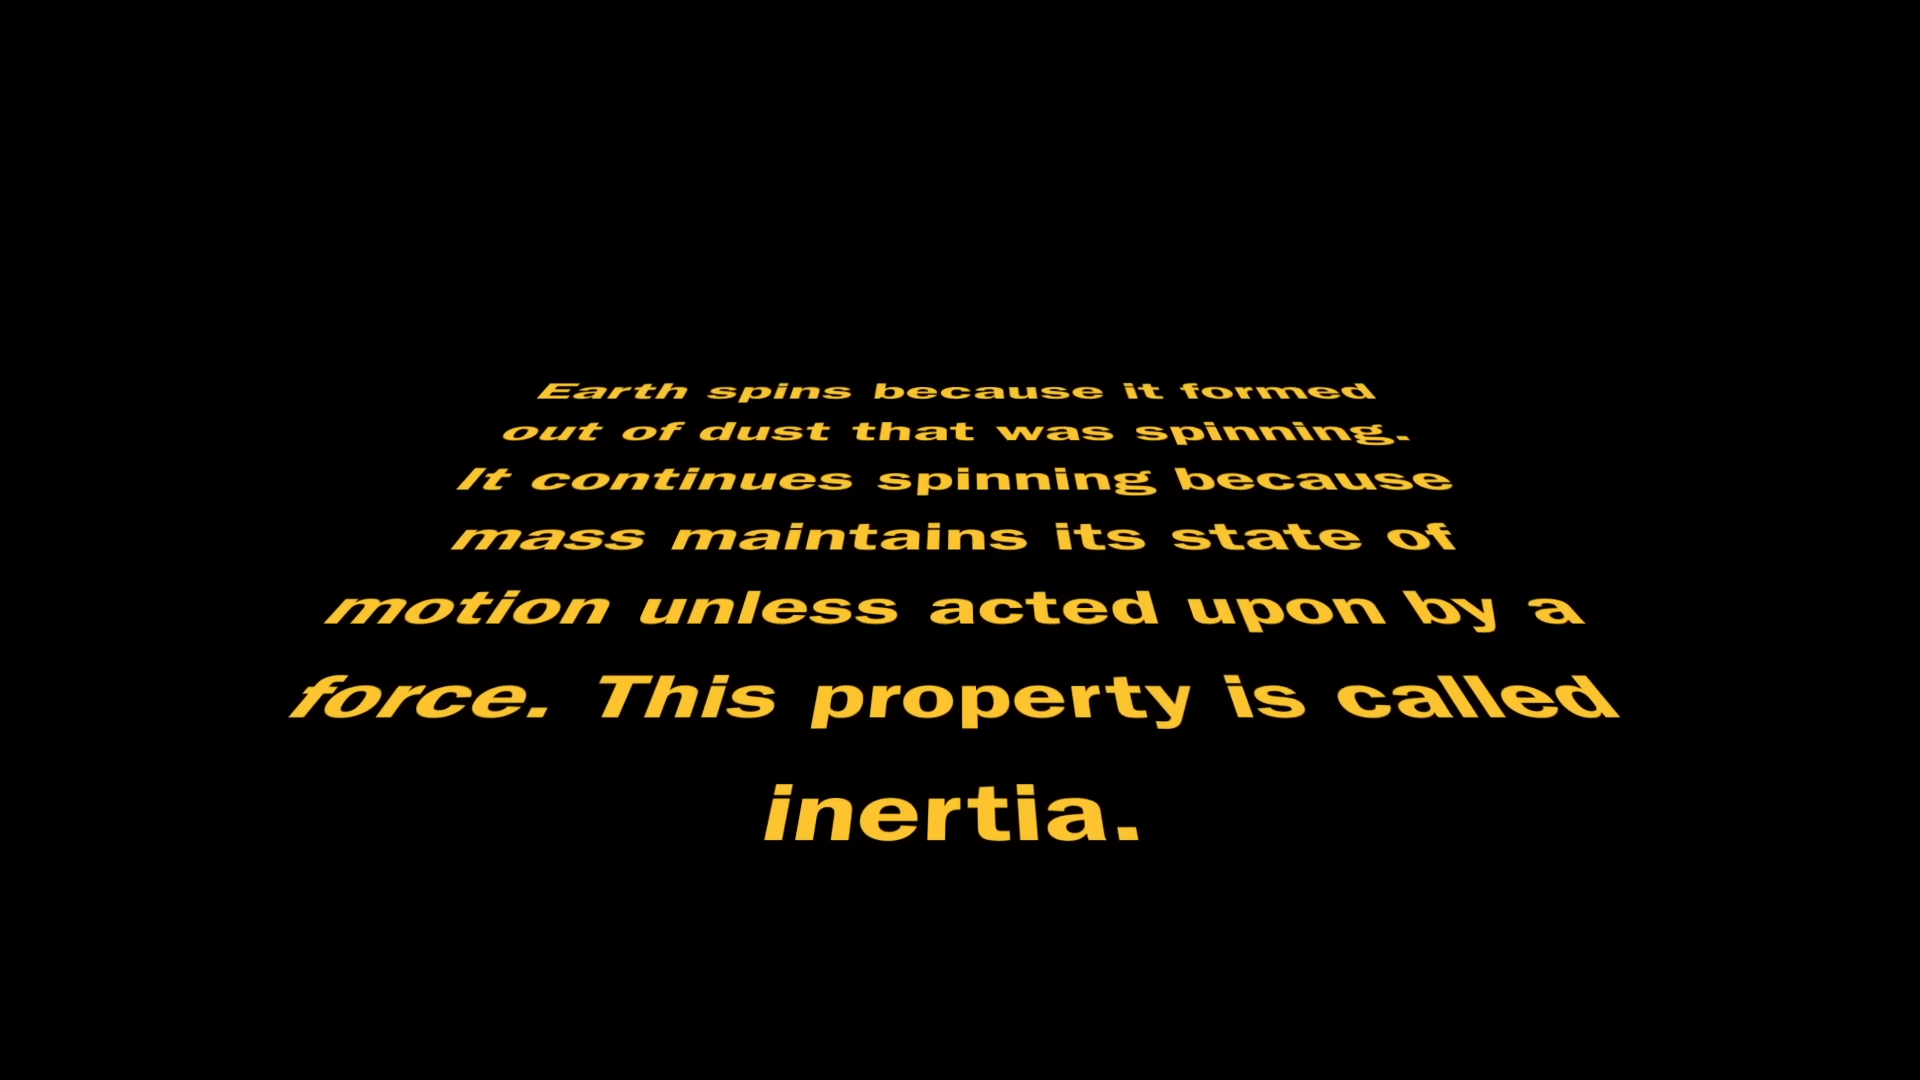 Earth spins because it formed
out of dust that was spinning.
It continues spinning because
mass maintains its state of
motion unless acted upon by a
force. This property is called
inertia.